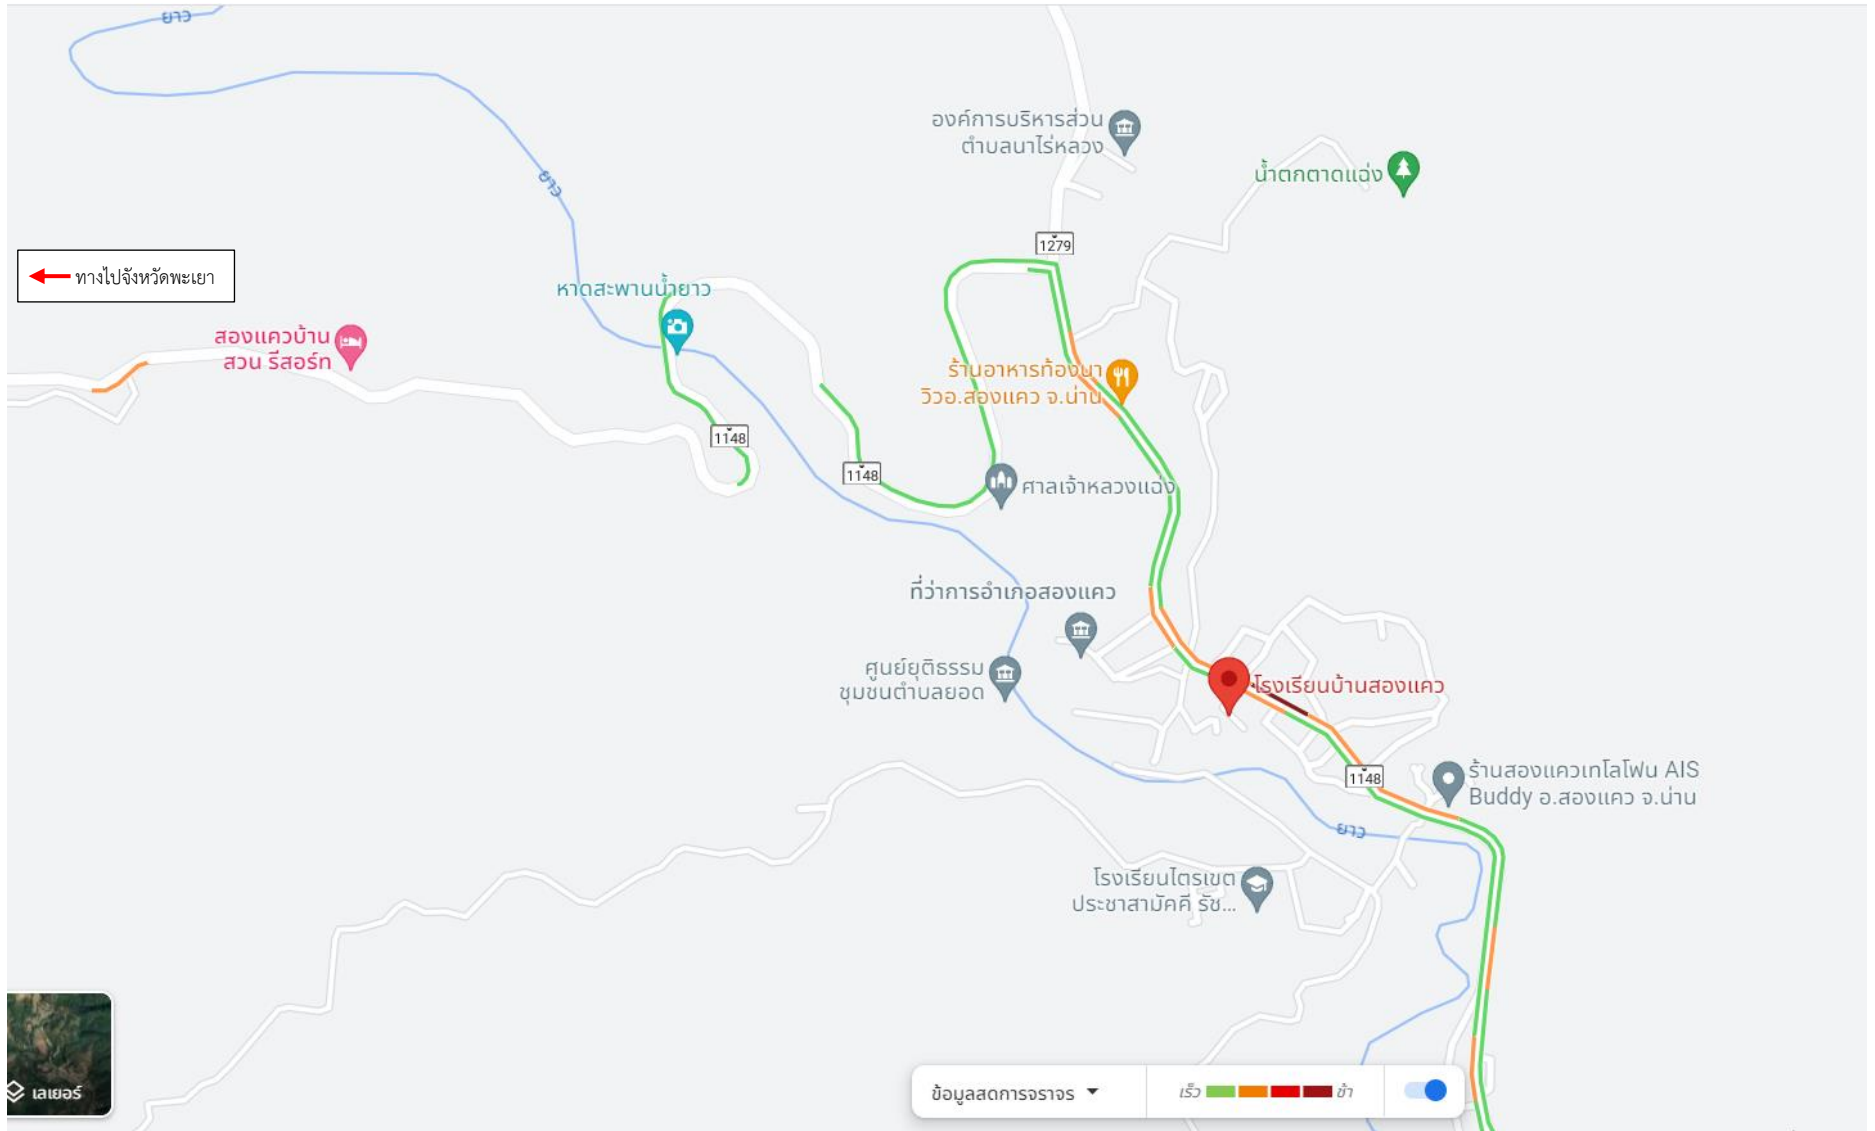 ยาว
องค์การบริหารส่วน
ตำบลนาไร่หลวง
น้ำตกตาดแฉ่ง
ยาว
1279
ทางไปจังหวัดพะเยา
หาดสะพานน้ำยาว
สองแควบ้าน
สวน รีสอร์ท
ร้านอาหารท้องนา
วิวอ.สองแคว จ.น่าน
1148
1148
ศาลเจ้าหลวงแฉ่ง
ที่ว่าการอำเภอสองแคว
ศูนย์ยุติธรรม
ชุมชนตำบลยอด
โรงเรียนบ้านสองแคว
1148
ร้านสองแควเทโลโฟน AIS
Buddy อ.สองแคว จ.น่าน
ยาว
โรงเรียนไตรเขต
ประชาสามัคคี รัช...
เลเยอร์
ข้อมูลสดการจราจร
เร็ว
ช้า